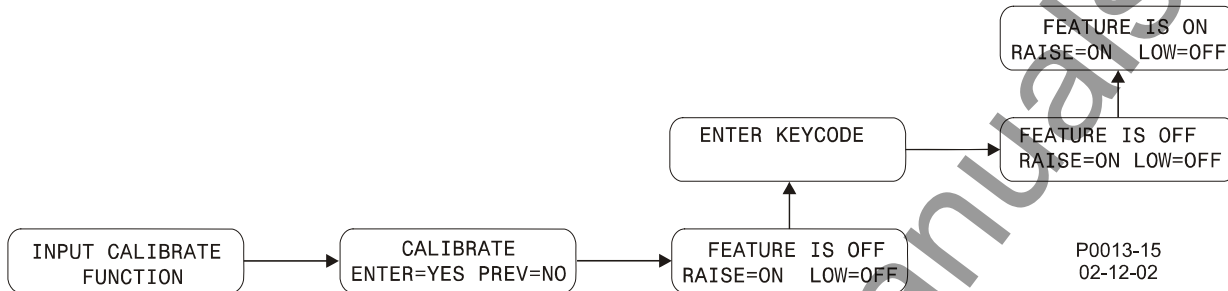 FEATURE IS ON
RAISE=ON LOW=OFF
ENTER KEYCODE
FEATURE IS OFF
RAISE=ON LOW=OFF
INPUT CALIBRATE
FUNCTION
CALIBRATE
ENTER=YES PREV=NO
FEATURE IS OFF
RAISE=ON LOW=OFF
P0013-15
02-12-02